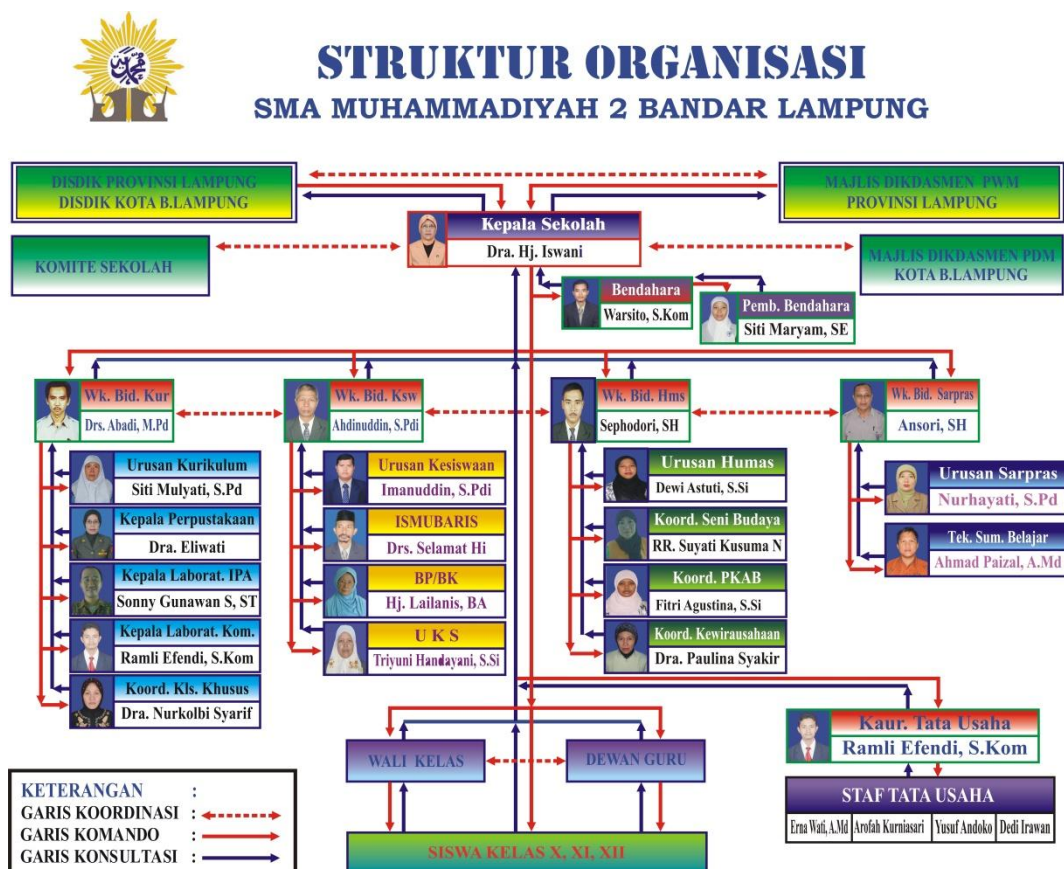 STRUKTUR ORGANISASI
SMA MUHAMMADIYAH 2 BANDAR LAMPUNG
DISDIK PROVINSI LAMPUNG
DISDIK KOTA B.LAMPUNG
MAJLIS DIKDASMEN PWM
PROVINSI LAMPUNG
Kepala Sekolah
Dra. Hj. Iswani
KOMITE SEKOLAH
MAJLIS DIKDASMEN PDM
KOTA B.LAMPUNG
Bendahara
Warsito, S.Kom
Pemb. Bendahara
Siti Maryam, SE
Wk. Bid. Kur
Drs. Abadi, M.Pd
Wk. Bid. Ksw
Ahdinuddin, S.Pdi
Wk. Bid. Hms
Sephodori, SH
Wk. Bid. Sarpras
Ansori, SH
Urusan Kurikulum
Siti Mulyati, S.Pd
Kepala Perpustakaan
Dra. Eliwati
Kepala Laborat. IPA
Sonny Gunawan S, ST
Kepala Laborat. Kom.
Ramli Efendi, S.Kom
Koord. Kls. Khusus
Dra. Nurkolbi Syarif
Urusan Kesiswaan
Imanuddin, S.Pdi
ISMUBARIS
Drs. Selamat Hi
BP/BK
Hj. Lailanis, BA
U K S
Triyuni Handayani, S.Si
Urusan Humas
Dewi Astuti, S.Si
Koord. Seni Budaya
RR. Suyati Kusuma N
Koord. PKAB
Fitri Agustina, S.Si
Koord. Kewirausahaan
Dra. Paulina Syakir
Urusan Sarpras
Nurhayati, S.Pd
Tek. Sum. Belajar
Ahmad Paizal, A.Md
Kaur. Tata Usaha
Ramli Efendi, S.Kom
STAF TATA USAHA
Erna Wati, A.Md
Arofah Kurniasari
Yusuf Andoko
Dedi Irawan
WALI KELAS
DEWAN GURU
SISWA KELAS X, XI, XII
KETERANGAN :
GARIS KOORDINASI :
GARIS KOMANDO :
GARIS KONSULTASI :